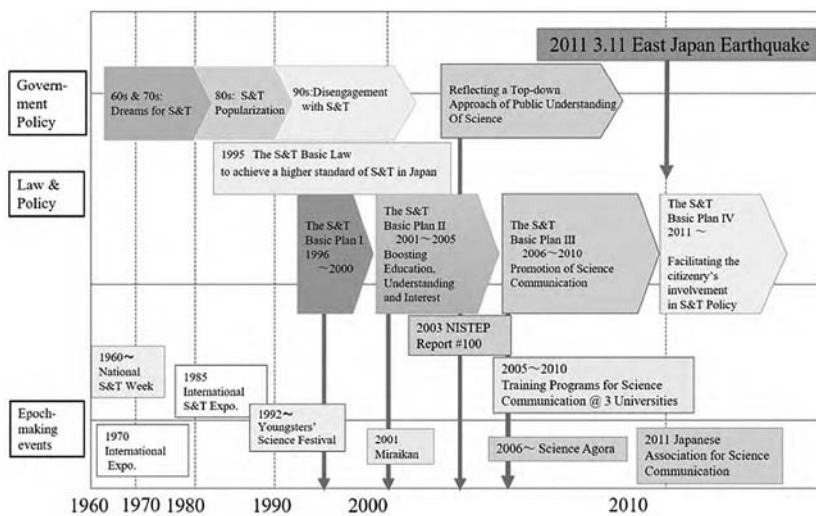 2011 3.11 East Japan Earthquake
Govern-
ment
Policy
60s & 70s:
Dreams for S&T
80s: S&T
Popularization
90s:Disengagement
with S&T
Reflecting a Top-down
Approach of Public Understanding
Of Science
1995 The S&T Basic Law
to achieve a higher standard of S&T in Japan
Law &
Policy
The S&T
Basic Plan I
1996
~2000
The S&T
Basic Plan II
2001~2005
Boosting
Education,
Understanding
and Interest
The S&T
Basic Plan III
2006~2010
Promotion of Science
Communication
The S&T
Basic Plan IV
2011~
Facilitating the
citizenry's
involvement
in S&T Policy
2003 NISTEP
Report #100
1960~
National
S&T Week
1985
International
S&T Expo.
2005~2010
Training Programs for Science
Communication @ 3 Universities
Epoch-
making
events
1970
International
Expo.
1992~
Youngsters'
Science Festival
2001
Miraikan
2006~ Science Agora
2011 Japanese
Association for Science
Communication
1960 1970 1980 1990 2000 2010